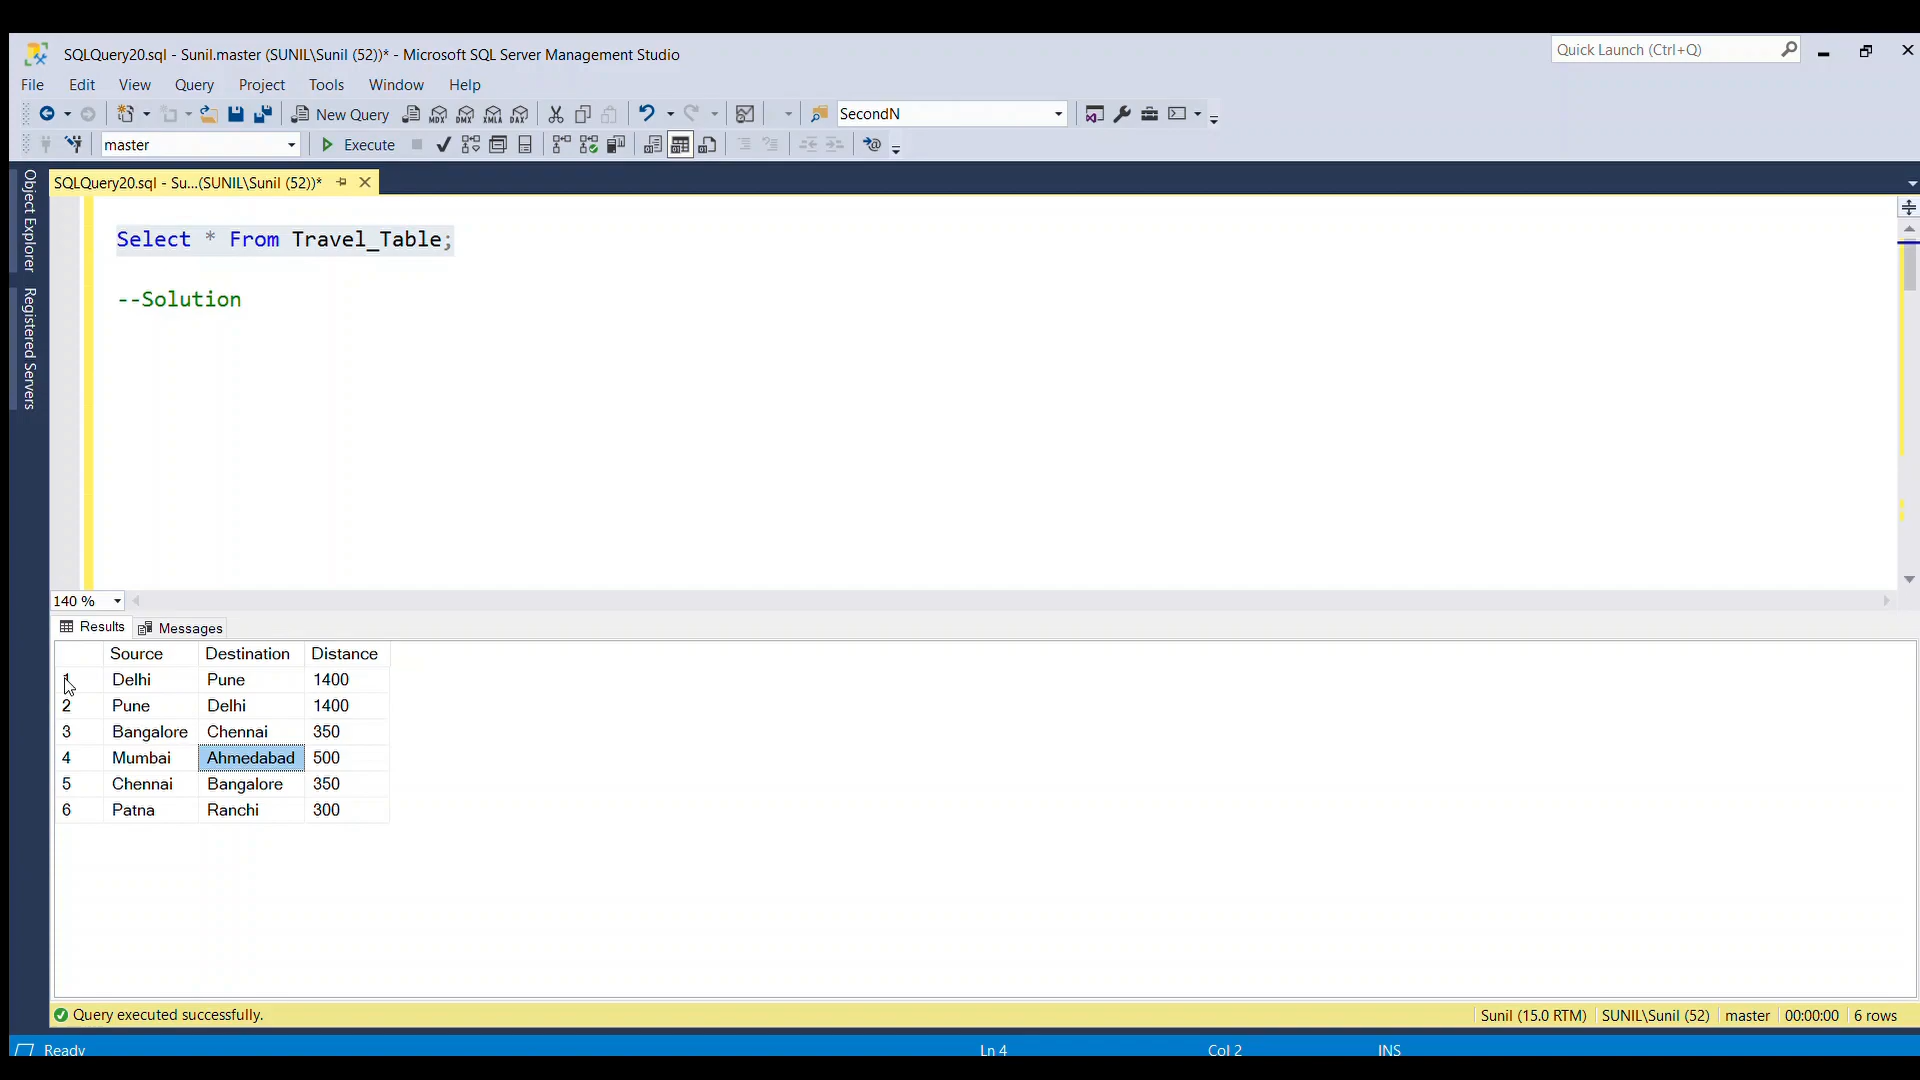 SQLQuery20.sql - Sunil.master (SUNIL\Sunil (52))* - Microsoft SQL Server Management Studio
Quick Launch (Ctrl+Q)
File Edit View Query Project Tools Window Help
New Query MDX DMX XMLA DAX SecondN
master Execute
Object Explorer
Registered Servers
SQLQuery20.sql - Su...(SUNIL\Sunil (52))*
Select * From Travel_Table;
--Solution
140 %
Results Messages
Source Destination Distance
1 Delhi Pune 1400
2 Pune Delhi 1400
3 Bangalore Chennai 350
4 Mumbai Ahmedabad 500
5 Chennai Bangalore 350
6 Patna Ranchi 300
Query executed successfully. Sunil (15.0 RTM) SUNIL\Sunil (52) master 00:00:00 6 rows
Ready Ln 4 Col 2 INS